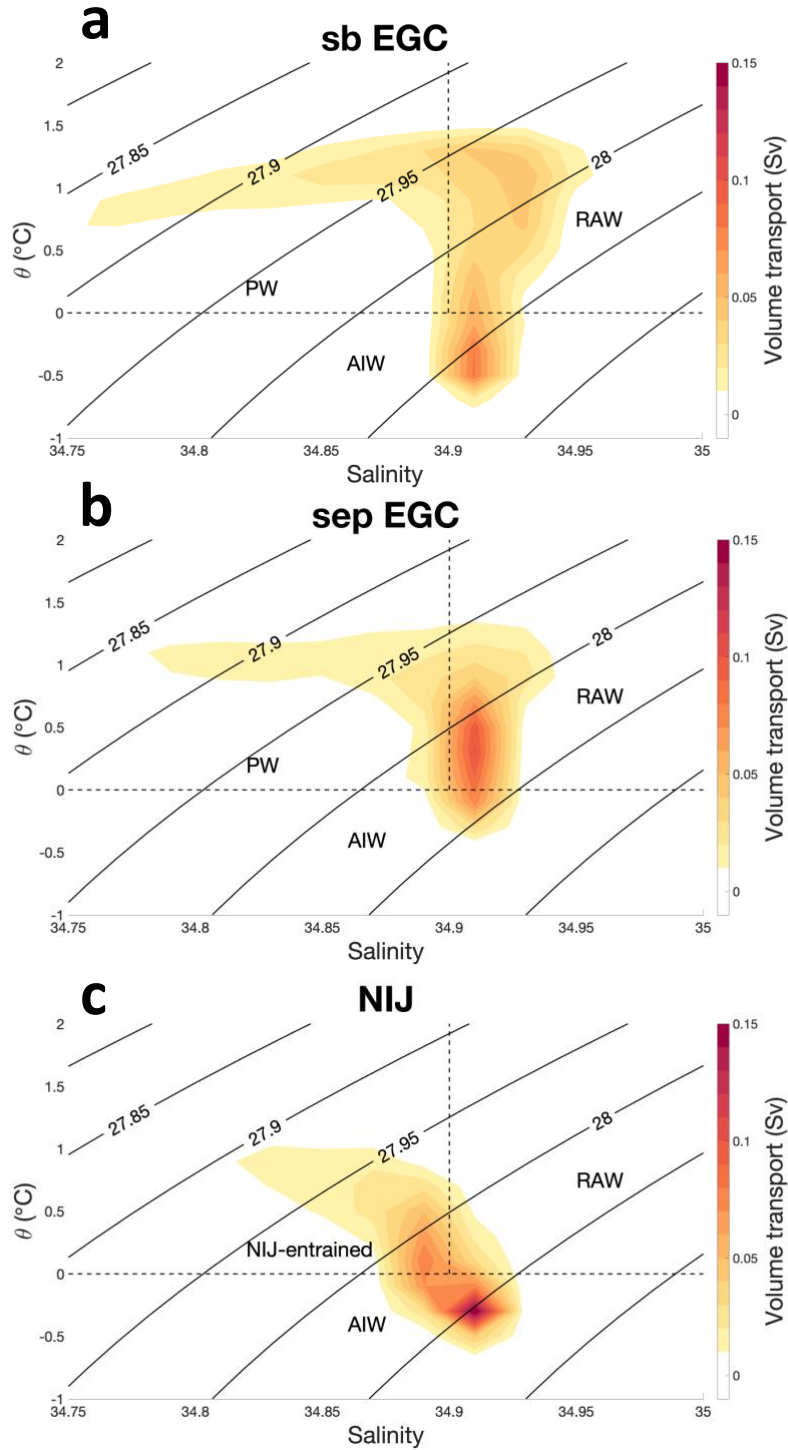 a
sb EGC
2
1.5
1
0.5
0
-0.5
-1
θ (°C)
27.85
27.9
27.95
28
RAW
PW
AIW
34.75
34.8
34.85
34.9
34.95
35
Salinity
0.15
0.1
0.05
0
Volume transport (Sv)
b
sep EGC
2
1.5
1
0.5
0
-0.5
-1
θ (°C)
27.85
27.9
27.95
28
RAW
PW
AIW
34.75
34.8
34.85
34.9
34.95
35
Salinity
0.15
0.1
0.05
0
Volume transport (Sv)
c
NIJ
2
1.5
1
0.5
0
-0.5
-1
θ (°C)
27.85
27.9
27.95
28
RAW
NIJ-entrained
AIW
34.75
34.8
34.85
34.9
34.95
35
Salinity
0.15
0.1
0.05
0
Volume transport (Sv)